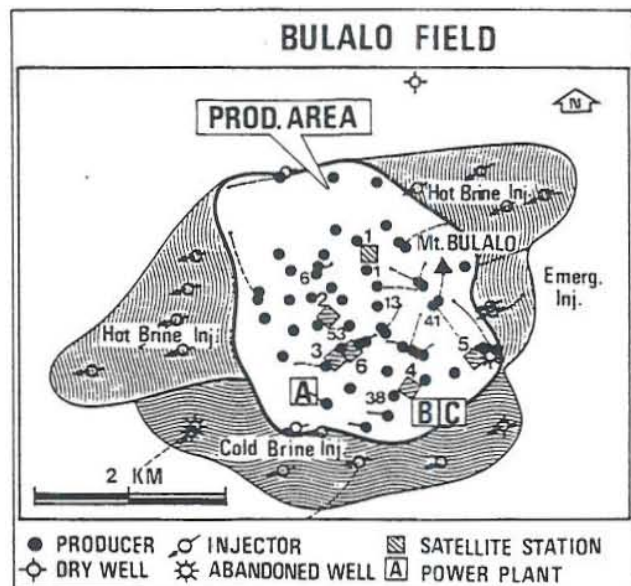 BULALO FIELD
N
PROD. AREA
Hot Brine Inj.
1
Mt. BULALO
6
1
Emerg.
Inj.
2
13
Hot Brine Inj.
53
41
3
6
5
4
A
38
B C
Cold Brine Inj.
2 KM
PRODUCER
INJECTOR
SATELLITE STATION
DRY WELL
ABANDONED WELL
A POWER PLANT